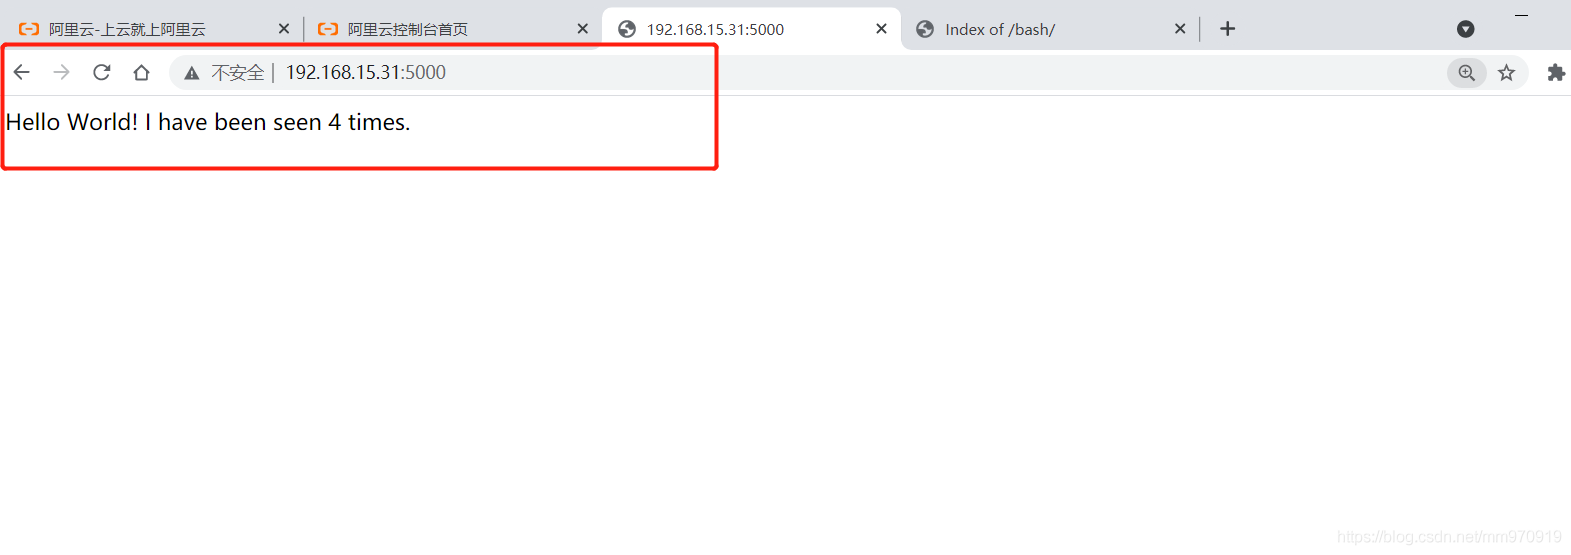 阿里云-上云就上阿里云 阿里云控制台首页 192.168.15.31:5000 Index of /bash/
不安全 | 192.168.15.31:5000
Hello World! I have been seen 4 times.
https://blog.csdn.net/mm970919